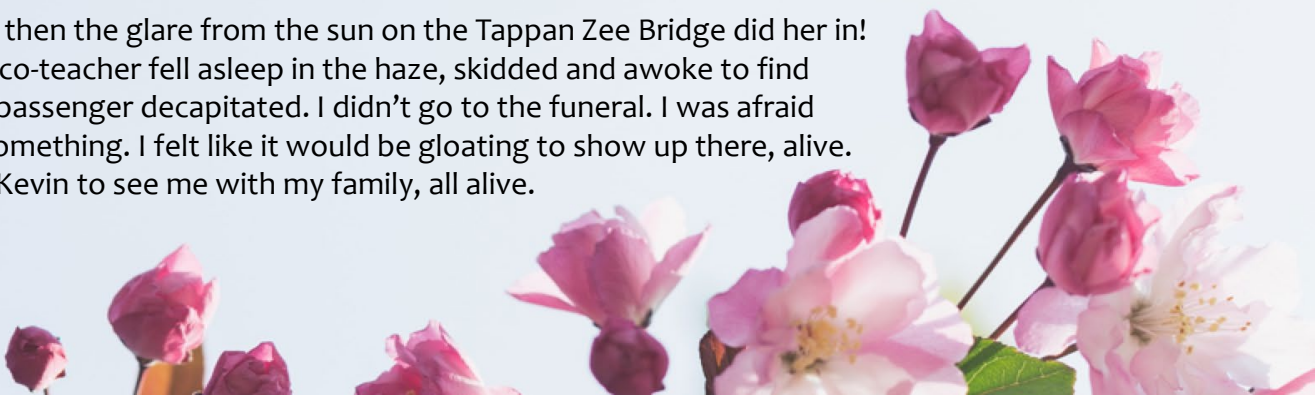 then the glare from the sun on the Tappan Zee Bridge did her in!
co-teacher fell asleep in the haze, skidded and awoke to find
passenger decapitated. I didn’t go to the funeral. I was afraid
omething. I felt like it would be gloating to show up there, alive.
Kevin to see me with my family, all alive.